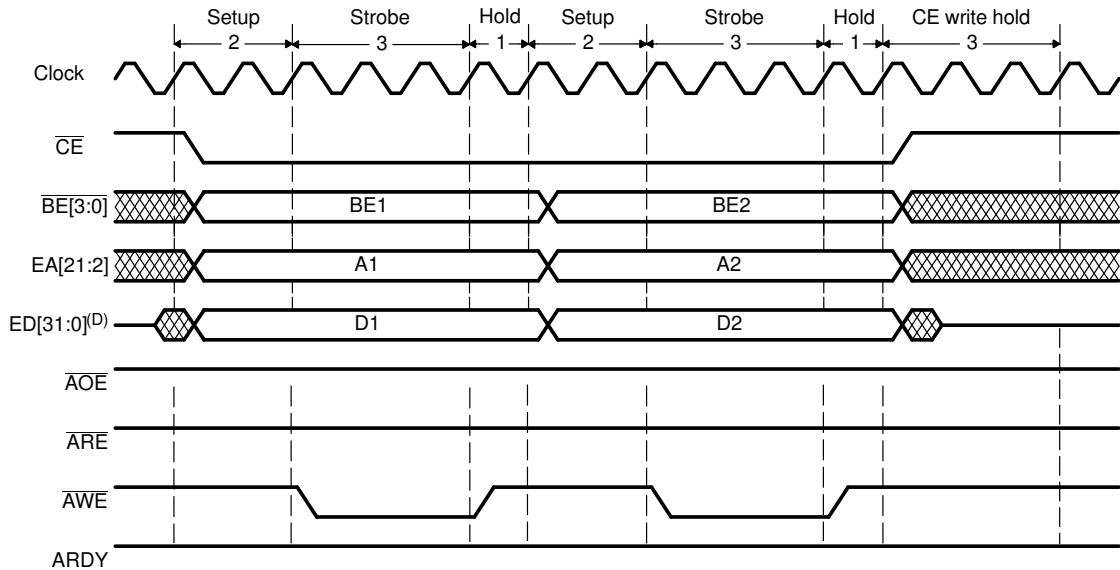 Setup Strobe Hold Setup Strobe Hold CE write hold
2 3 1 2 3 1 3
Clock
CE
BE[3:0] BE1 BE2
EA[21:2] A1 A2
ED[31:0](D) D1 D2
AOE
ARE
AWE
ARDY